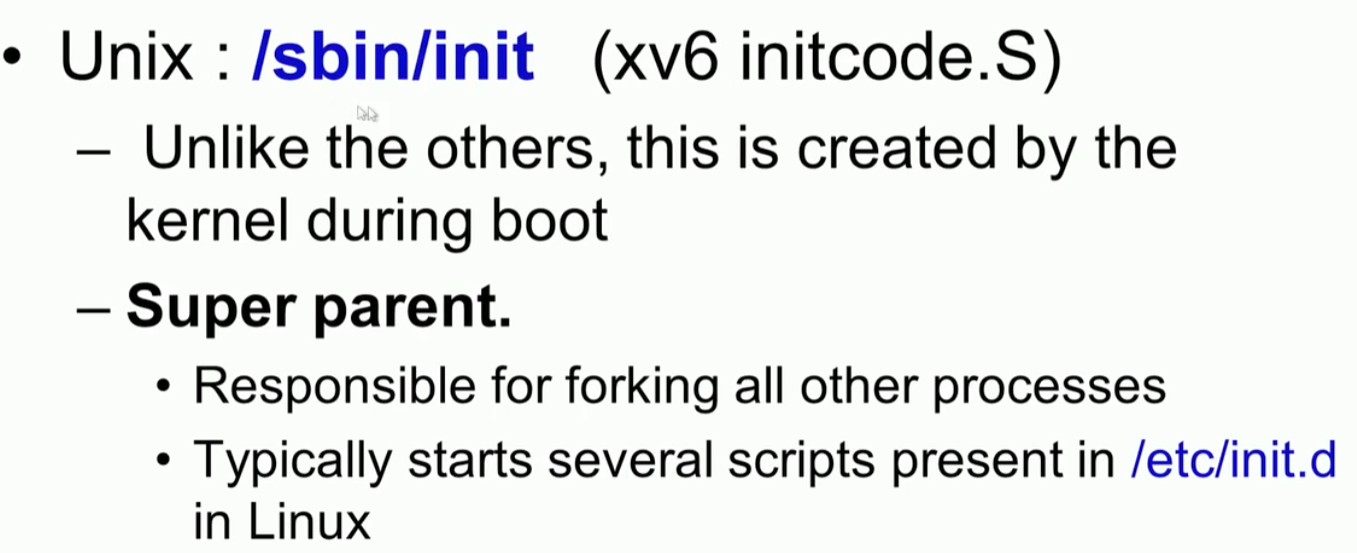 • Unix : /sbin/init (xv6 initcode.S)
– Unlike the others, this is created by the
kernel during boot
– Super parent.
• Responsible for forking all other processes
• Typically starts several scripts present in /etc/init.d
in Linux